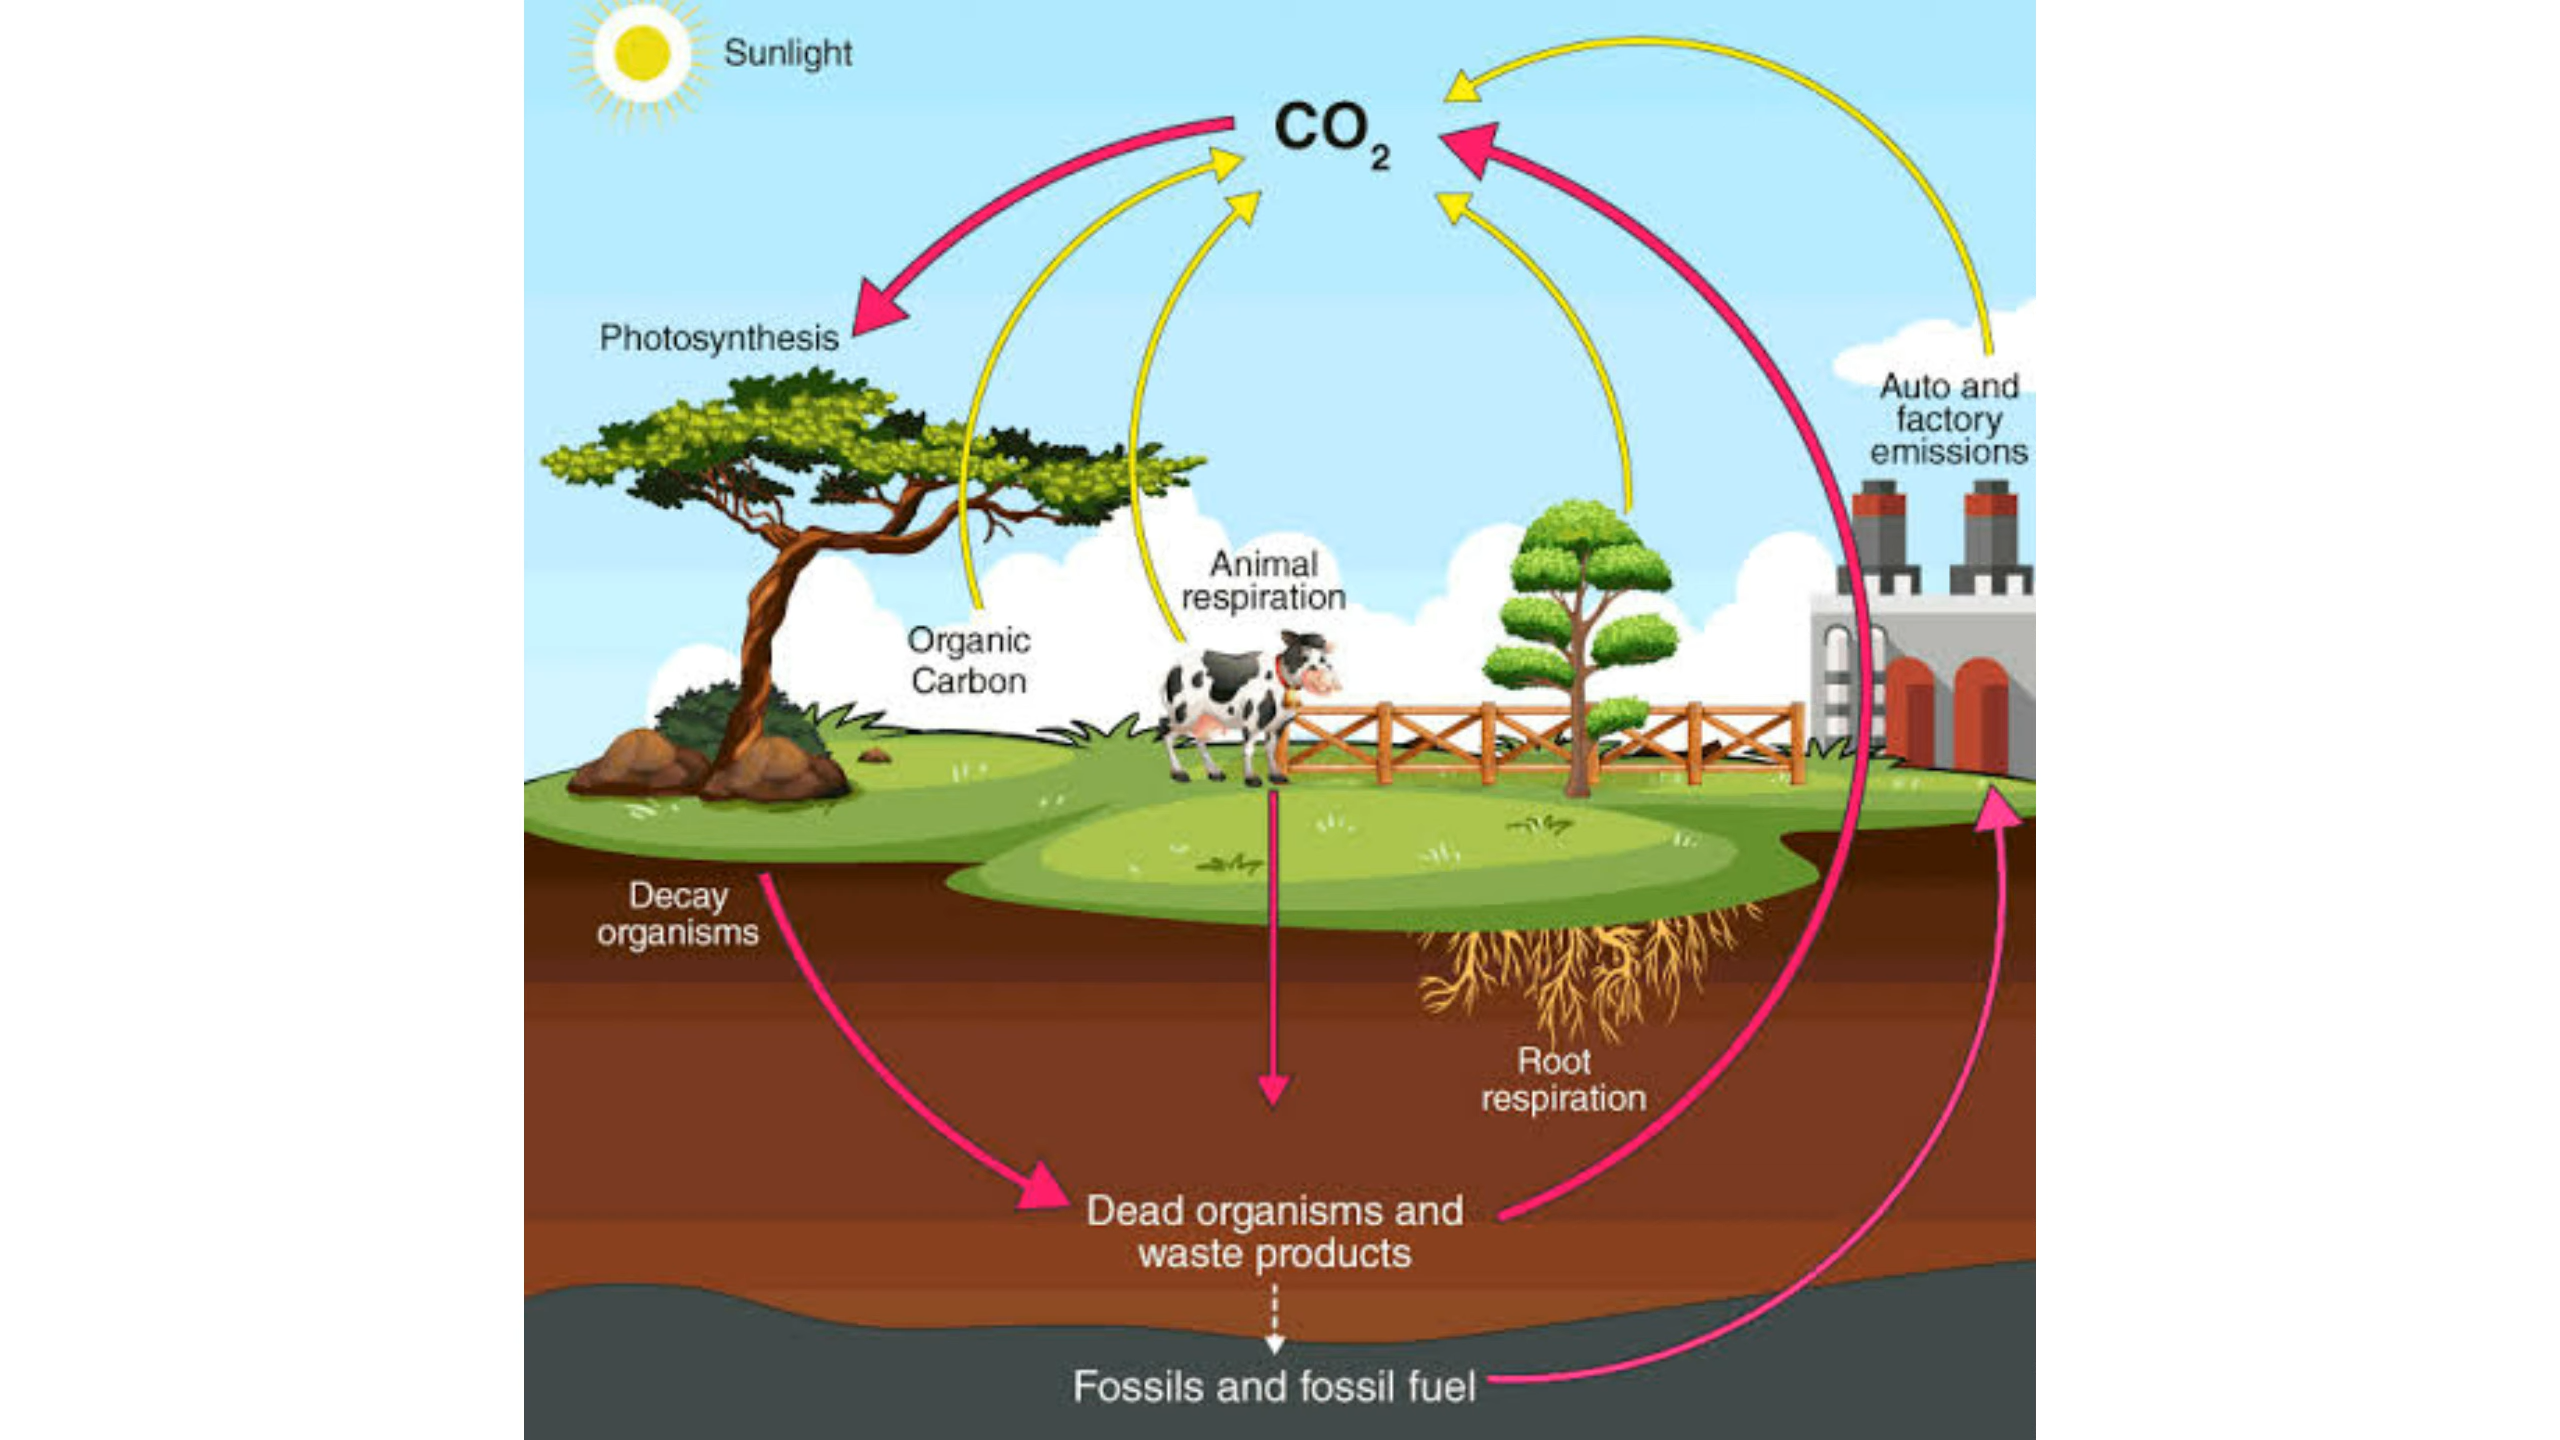 Sunlight
CO₂
Photosynthesis
Auto and
factory
emissions
Animal
respiration
Organic
Carbon
Decay
organisms
Root
respiration
Dead organisms and
waste products
Fossils and fossil fuel